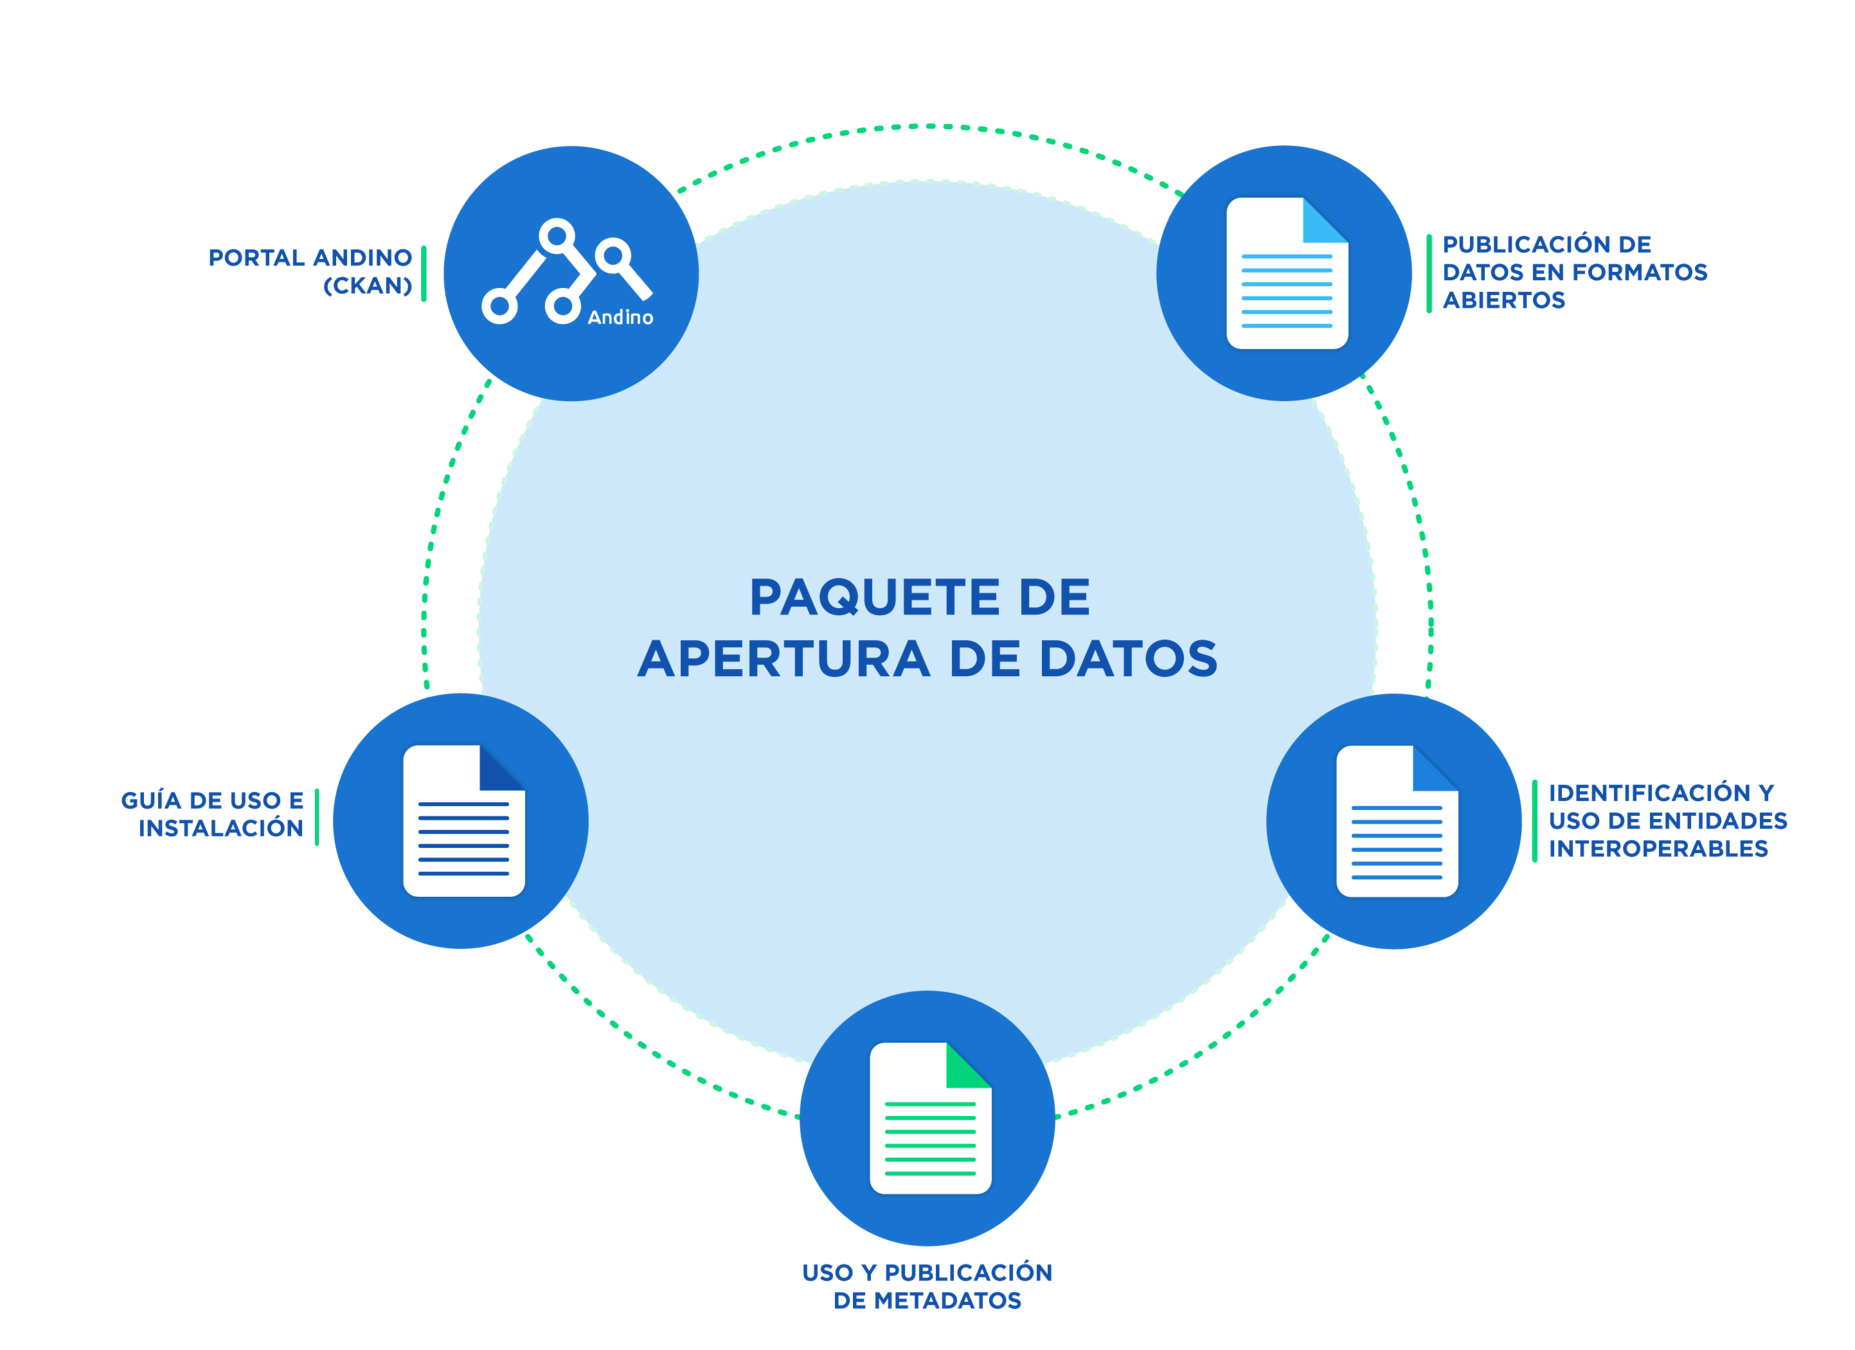 PORTAL ANDINO
(CKAN)
Andino
PUBLICACIÓN DE
DATOS EN FORMATOS
ABIERTOS
PAQUETE DE
APERTURA DE DATOS
GUÍA DE USO E
INSTALACIÓN
IDENTIFICACIÓN Y
USO DE ENTIDADES
INTEROPERABLES
USO Y PUBLICACIÓN
DE METADATOS